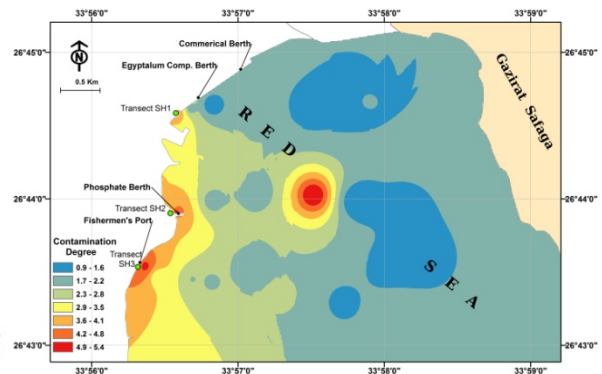 33°56'0" 33°57'0" 33°58'0" 33°59'0"
26°45'0" 26°45'0"
Commerical Berth
N
Egyptalum Comp. Berth
0.5 Km
Gazirat Safaga
Transect SH1
RED
26°44'0" 26°44'0"
Phosphate Berth
Transect SH2
Fishermen's Port
Contamination
Degree
Transect
SH3
0.9 - 1.6
1.7 - 2.2
2.3 - 2.8
2.9 - 3.5
3.6 - 4.1
4.2 - 4.8
4.9 - 5.4
SEA
26°43'0" 26°43'0"
33°56'0" 33°57'0" 33°58'0" 33°59'0"